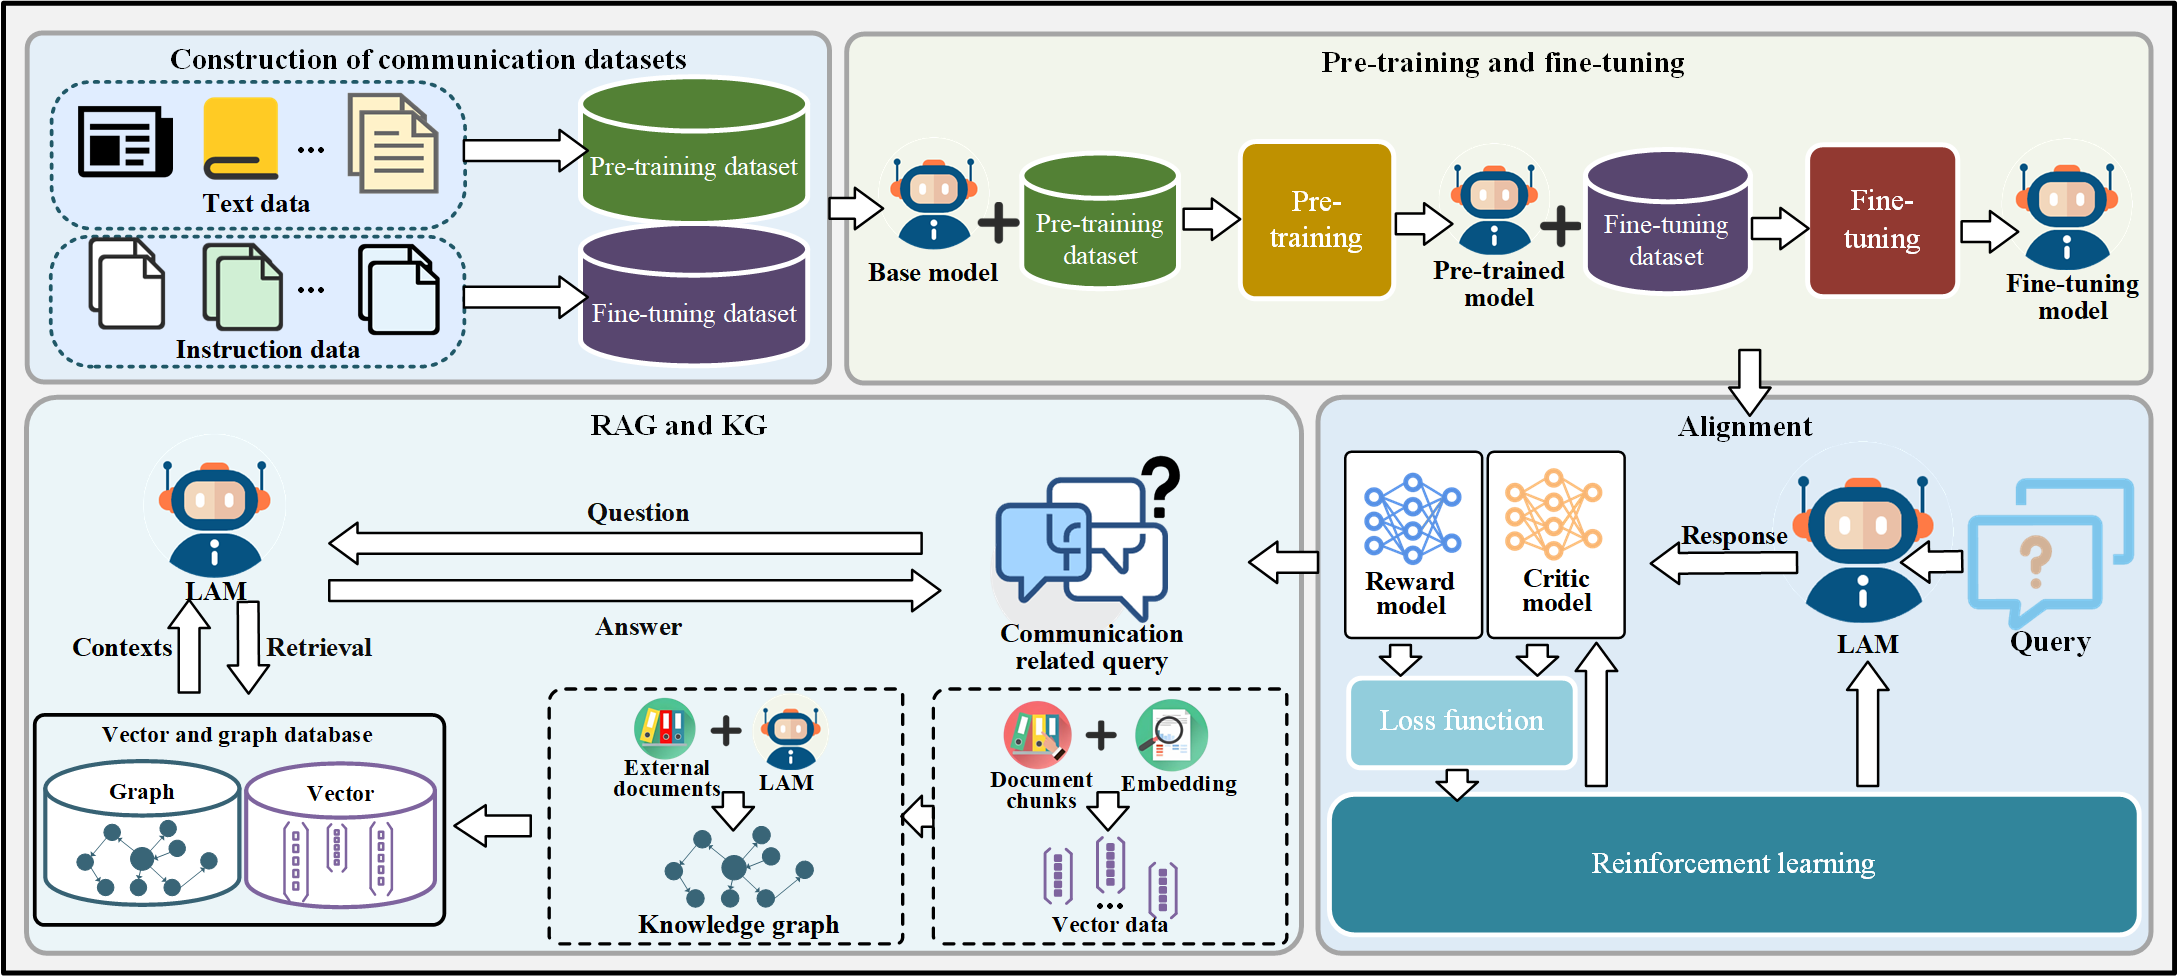 Construction of communication datasets
Text data
Pre-training dataset
Instruction data
Fine-tuning dataset
Pre-training and fine-tuning
Base model
Pre-training
dataset
Pre-
training
Pre-trained
model
Fine-tuning
dataset
Fine-
tuning
Fine-tuning
model
RAG and KG
LAM
Question
Answer
Communication
related query
?
Contexts
Retrieval
Vector and graph database
Graph
Vector
External
documents
LAM
Knowledge graph
Document
chunks
Embedding
Vector data
Alignment
Reward
model
Critic
model
Response
LAM
?
Query
Loss function
Reinforcement learning